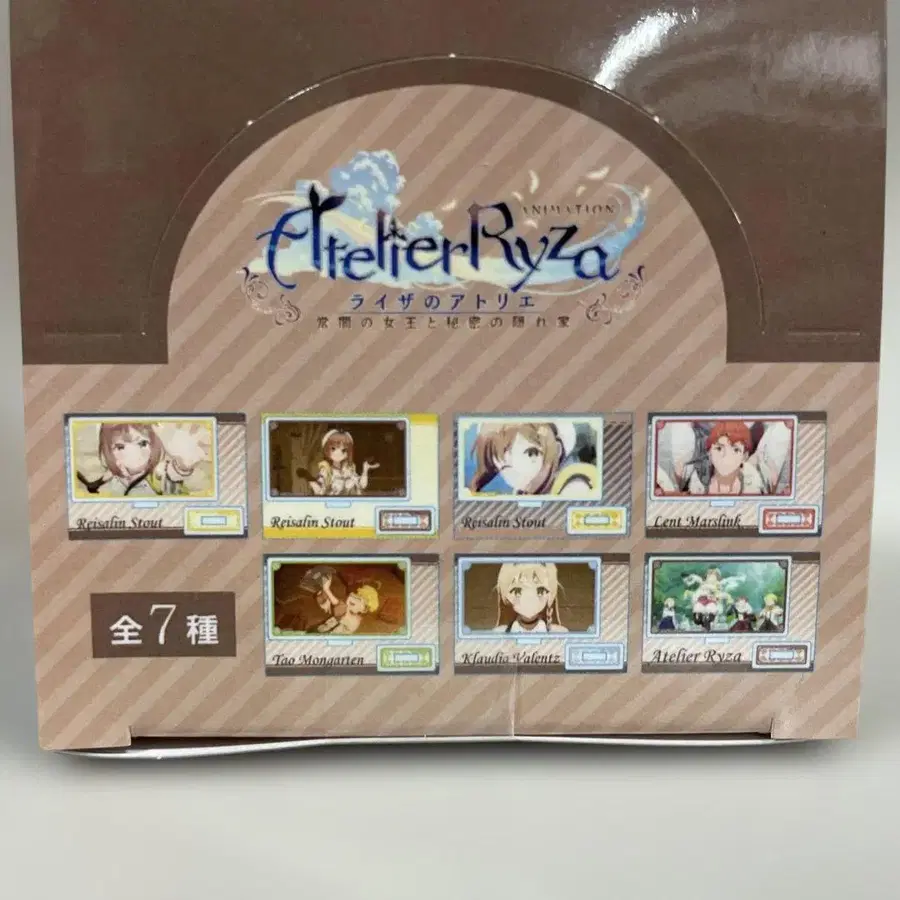 ANIMATION
Atelier Ryza
ライザのアトリエ
常闇の女王と秘密の隠れ家
Reisalin Stout
Reisalin Stout
Reisalin Stout
Lent Marslink
全7種
Tao Mongarten
Klaudia Valentz
Atelier Ryza